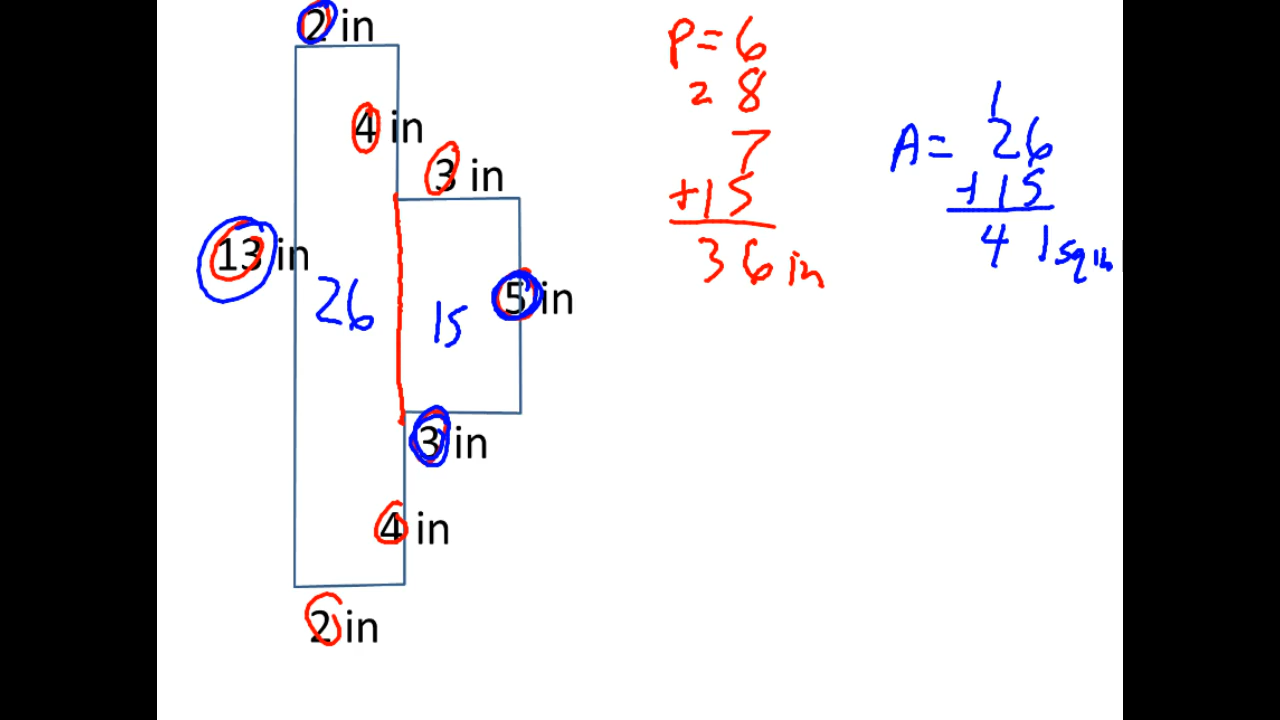 2 in
4 in
3 in
13 in
26
15
5 in
3 in
4 in
2 in
P = 6
2 8
7
+15
36 in
1
A = 26
+15
41 sq in